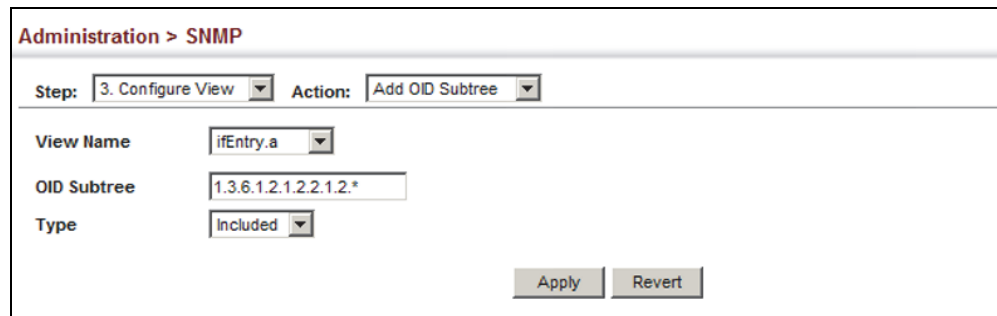 Administration > SNMP
Step: 3. Configure View Action: Add OID Subtree
View Name ifEntry.a
OID Subtree 1.3.6.1.2.1.2.2.1.2.*
Type Included
Apply Revert